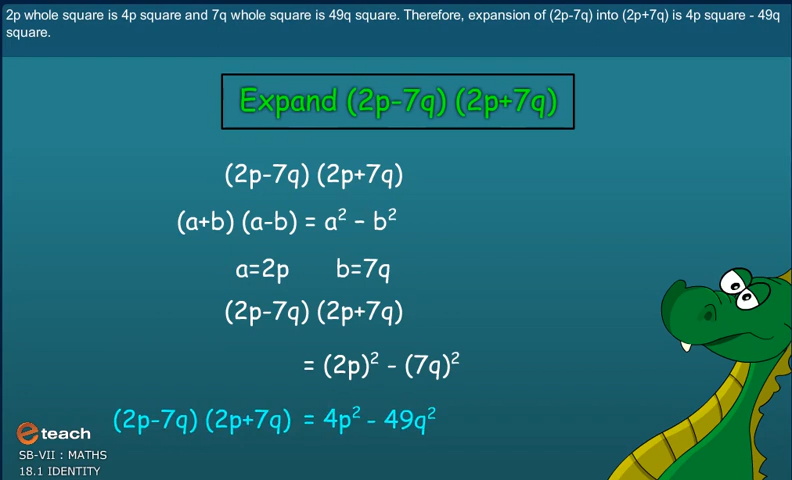 2p whole square is 4p square and 7q whole square is 49q square. Therefore, expansion of (2p-7q) into (2p+7q) is 4p square - 49q
square.
Expand (2p-7q) (2p+7q)
(2p-7q) (2p+7q)
(a+b) (a-b) = a² - b²
a=2p b=7q
(2p-7q) (2p+7q)
= (2p)² - (7q)²
(2p-7q) (2p+7q) = 4p² - 49q²
eteach
SB-VII : MATHS
18.1 IDENTITY